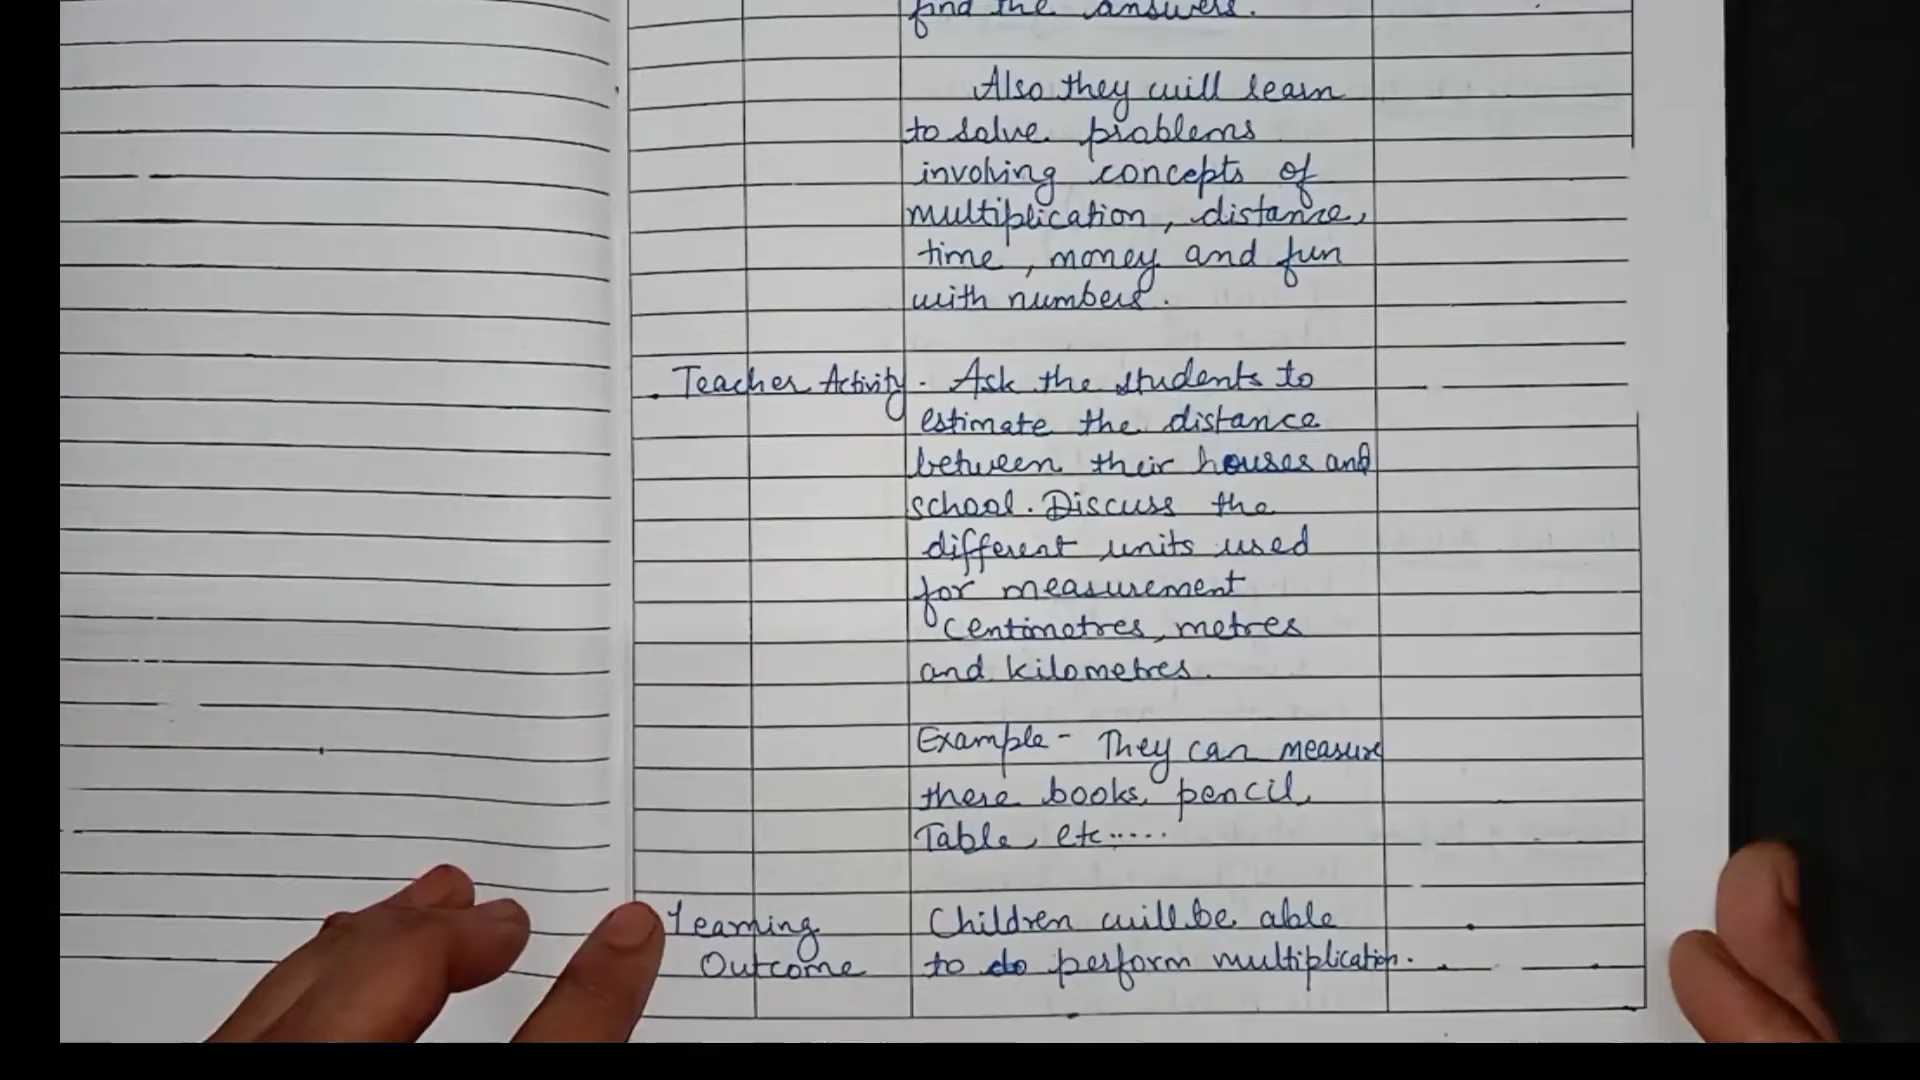 find the answers.
Also they will learn
to solve problems
involving concepts of
multiplication, distance,
time, money and fun
with numbers.
Teacher Activity. Ask the students to
estimate the distance
between their houses and
school. Discuss the
different units used
for measurement
centimetres, metres
and kilometres.
Example - They can measure
there books, pencil,
Table, etc.....
Learning Children will be able
Outcome to do perform multiplication.